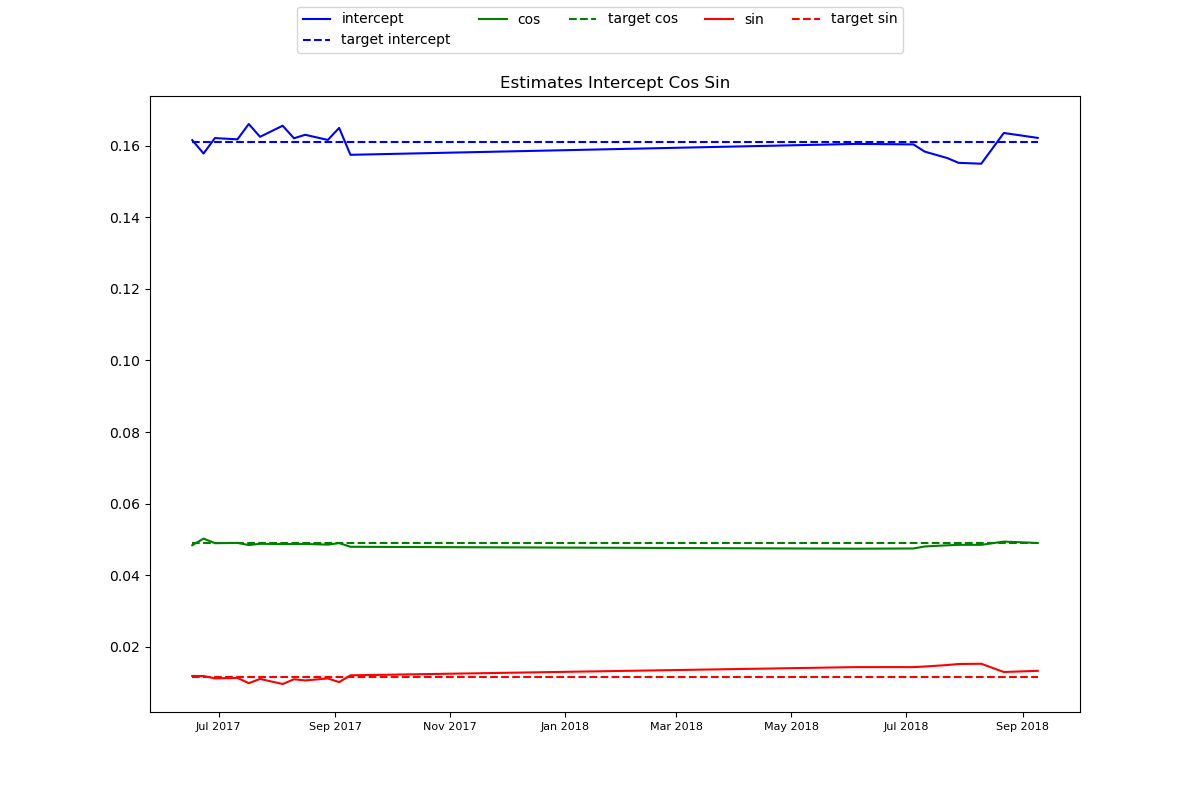 intercept cos target cos sin target sin
target intercept
Estimates Intercept Cos Sin
0.16
0.14
0.12
0.10
0.08
0.06
0.04
0.02
Jul 2017 Sep 2017 Nov 2017 Jan 2018 Mar 2018 May 2018 Jul 2018 Sep 2018